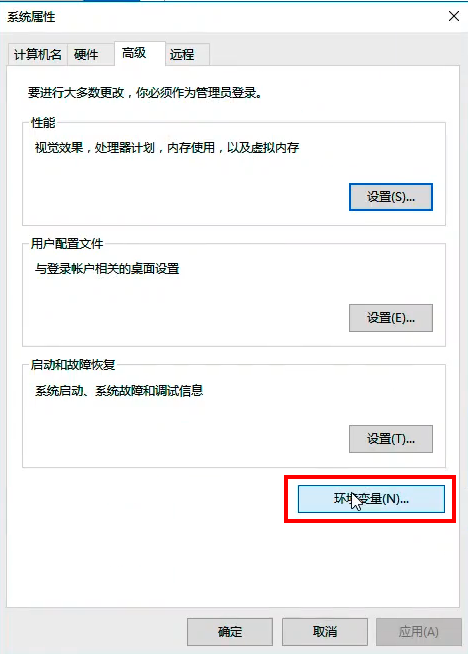 系统属性
计算机名 硬件 高级 远程
要进行大多数更改，你必须作为管理员登录。
性能
视觉效果，处理器计划，内存使用，以及虚拟内存
设置(S)...
用户配置文件
与登录帐户相关的桌面设置
设置(E)...
启动和故障恢复
系统启动、系统故障和调试信息
设置(T)...
环境变量(N)...
确定 取消 应用(A)